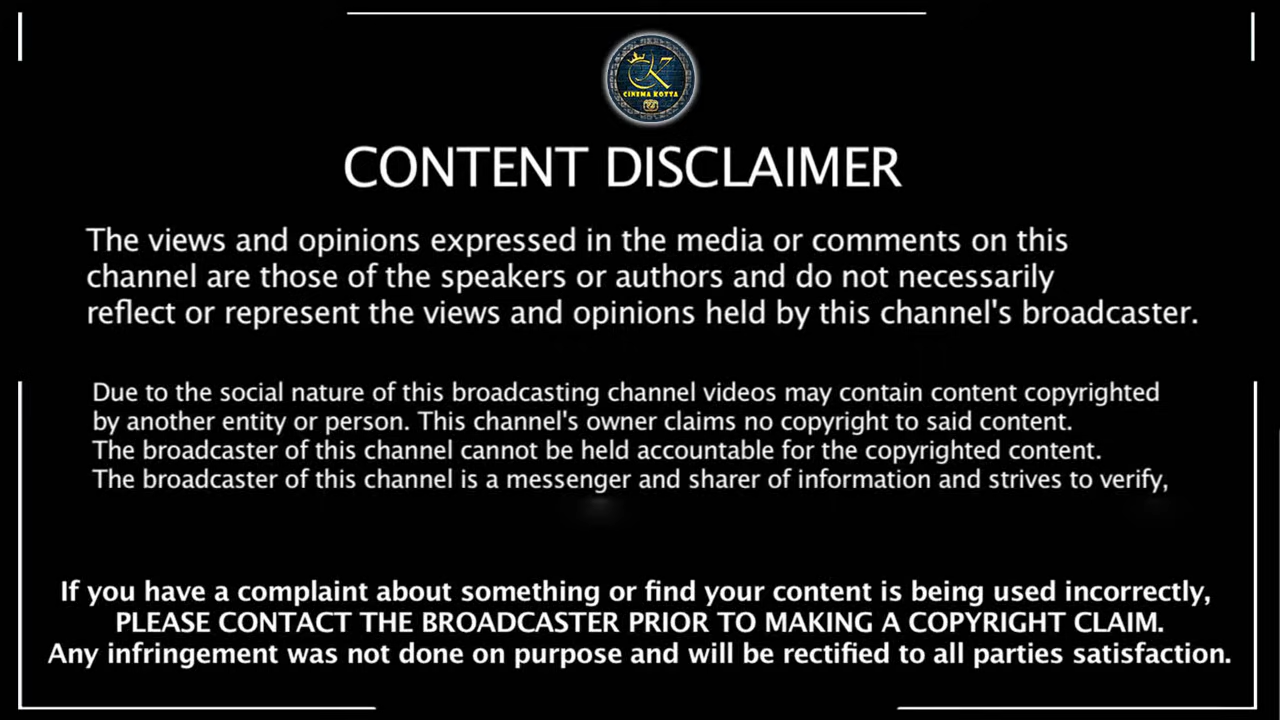 CK
CINEMA KOTTA
CONTENT DISCLAIMER
The views and opinions expressed in the media or comments on this
channel are those of the speakers or authors and do not necessarily
reflect or represent the views and opinions held by this channel's broadcaster.
Due to the social nature of this broadcasting channel videos may contain content copyrighted
by another entity or person. This channel's owner claims no copyright to said content.
The broadcaster of this channel cannot be held accountable for the copyrighted content.
The broadcaster of this channel is a messenger and sharer of information and strives to verify,
If you have a complaint about something or find your content is being used incorrectly,
PLEASE CONTACT THE BROADCASTER PRIOR TO MAKING A COPYRIGHT CLAIM.
Any infringement was not done on purpose and will be rectified to all parties satisfaction.